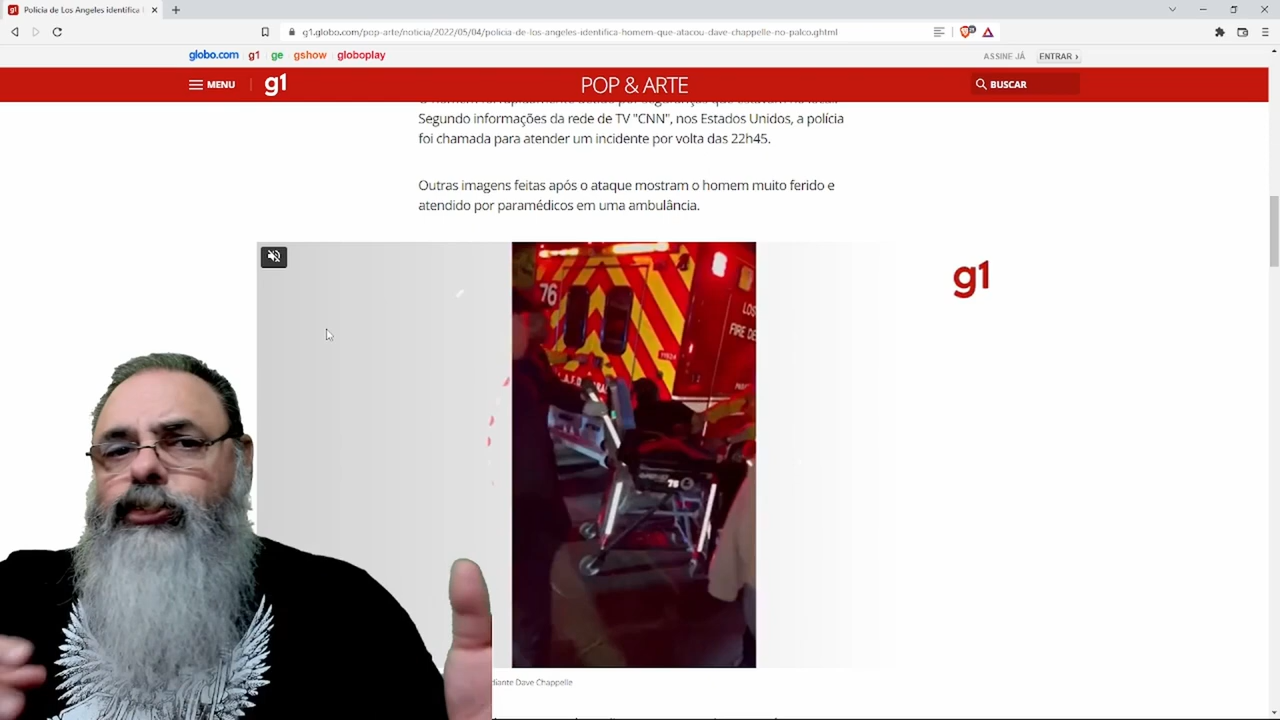 Polícia de Los Angeles identifica
g1.globo.com/pop-arte/noticia/2022/05/04/policia-de-los-angeles-identifica-homem-que-atacou-dave-chappelle-no-palco.ghtml
globo.com g1 ge gshow globoplay
ASSINE JÁ ENTRAR ›
MENU g1 POP & ARTE BUSCAR
Segundo informações da rede de TV "CNN", nos Estados Unidos, a polícia
foi chamada para atender um incidente por volta das 22h45.
Outras imagens feitas após o ataque mostram o homem muito ferido e
atendido por paramédicos em uma ambulância.
76
LOS
FIRE DE
g1
76
diante Dave Chappelle